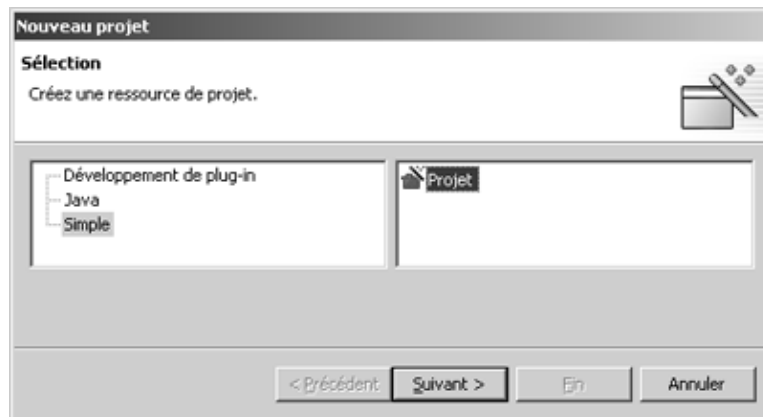 Nouveau projet
Sélection
Créez une ressource de projet.
Développement de plug-in
Java
Simple
Projet
< Précédent
Suivant >
Fin
Annuler